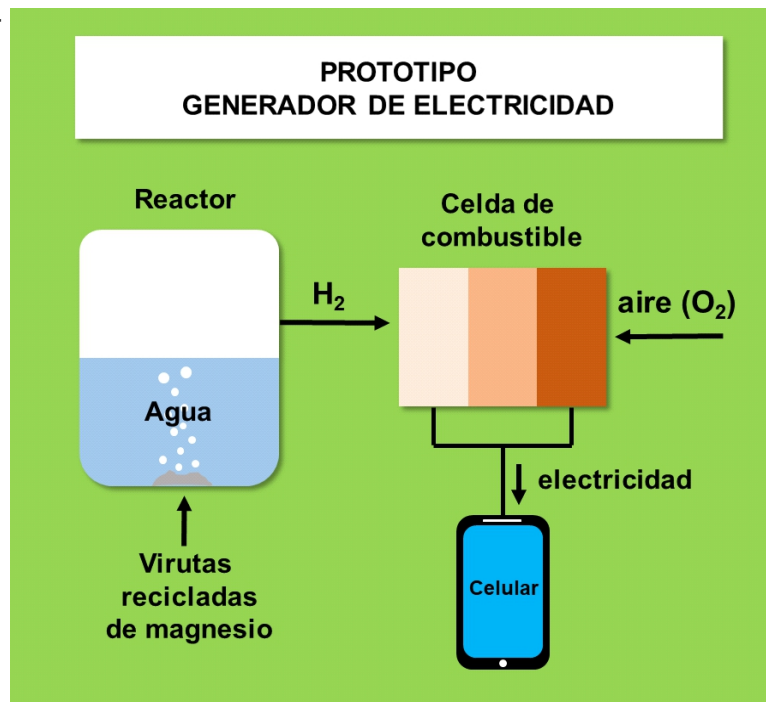 PROTOTIPO
GENERADOR DE ELECTRICIDAD
Reactor
Celda de
combustible
H₂
aire (O₂)
Agua
electricidad
Virutas
recicladas
de magnesio
Celular